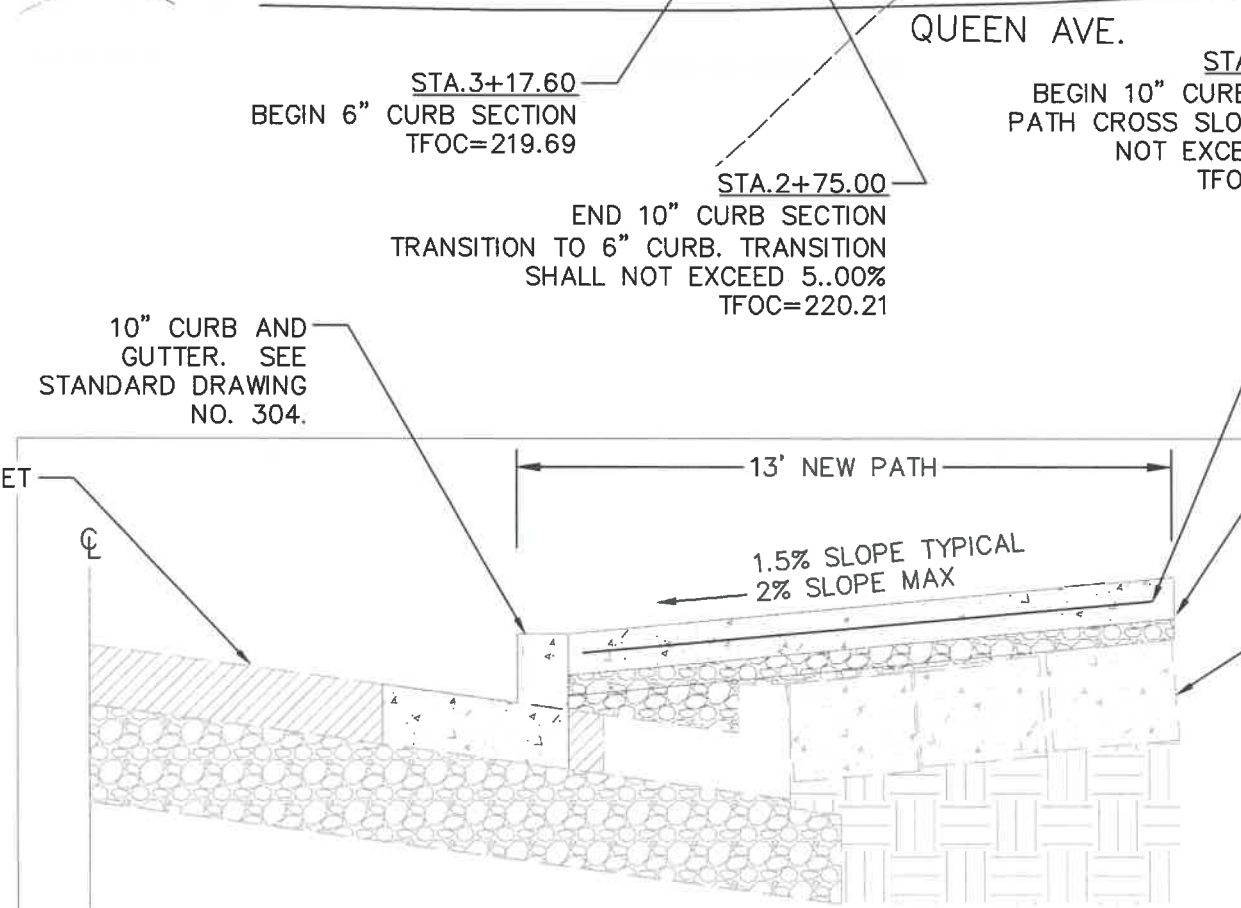 QUEEN AVE.
STA.3+17.60
BEGIN 6" CURB SECTION
TFOC=219.69
STA
BEGIN 10" CURB
PATH CROSS SLO
NOT EXCE
TFO
STA.2+75.00
END 10" CURB SECTION
TRANSITION TO 6" CURB. TRANSITION
SHALL NOT EXCEED 5..00%
TFOC=220.21
10" CURB AND
GUTTER. SEE
STANDARD DRAWING
NO. 304.
ET
13' NEW PATH
℄
1.5% SLOPE TYPICAL
2% SLOPE MAX